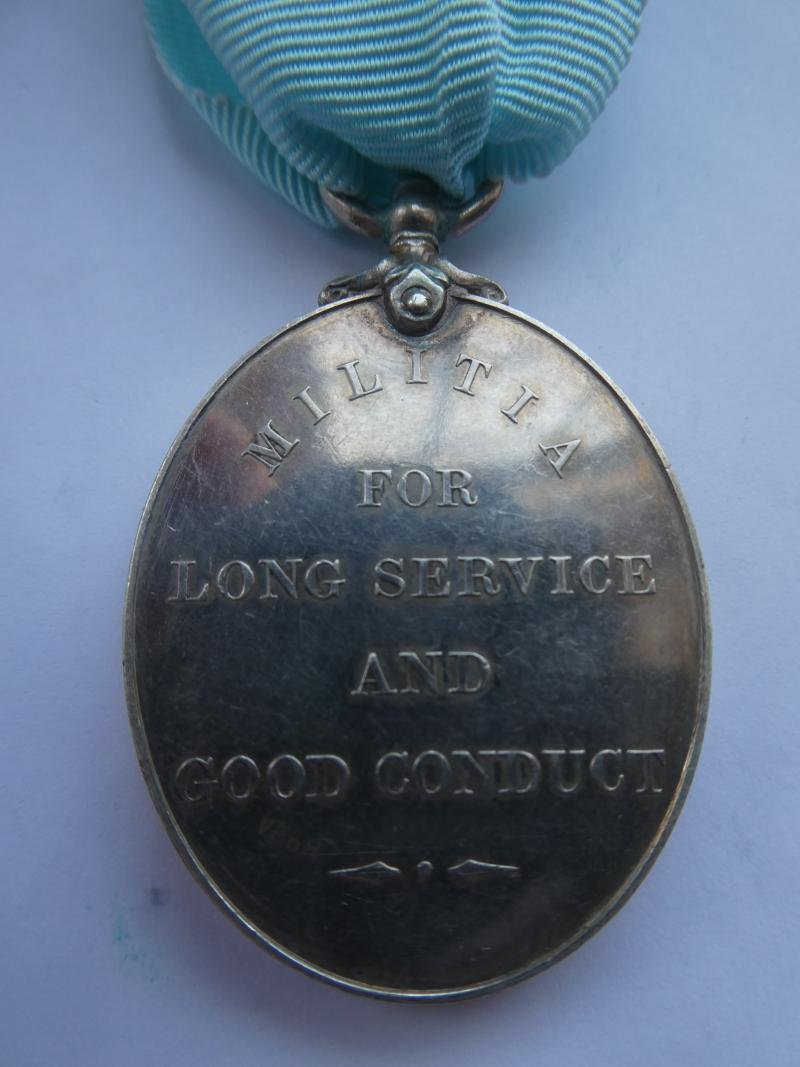 MILITIA
FOR
LONG SERVICE
AND
GOOD CONDUCT